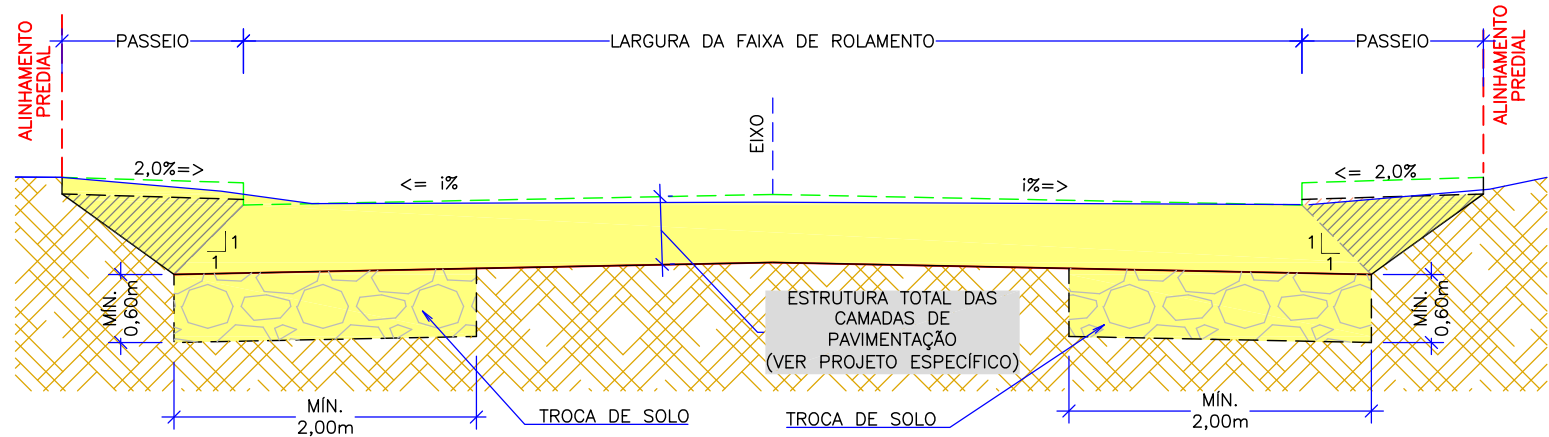 ALINHAMENTO
PREDIAL
PASSEIO
LARGURA DA FAIXA DE ROLAMENTO
PASSEIO
ALINHAMENTO
PREDIAL
EIXO
2,0%=>
<= i%
i%=>
<= 2,0%
1
1
1
1
MÍN.
0,60m
ESTRUTURA TOTAL DAS
CAMADAS DE
PAVIMENTAÇÃO
(VER PROJETO ESPECÍFICO)
MÍN.
0,60m
MÍN.
2,00m
TROCA DE SOLO
TROCA DE SOLO
MÍN.
2,00m